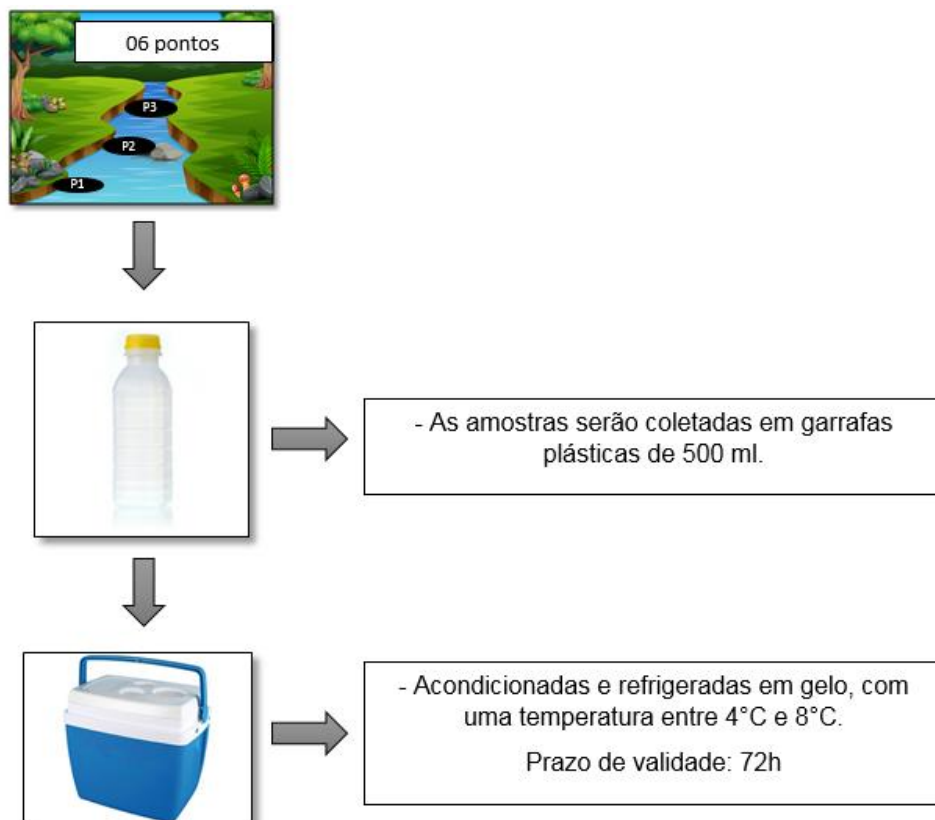 06 pontos
P3
P2
P1
- As amostras serão coletadas em garrafas
plásticas de 500 ml.
- Acondicionadas e refrigeradas em gelo, com
uma temperatura entre 4°C e 8°C.
Prazo de validade: 72h